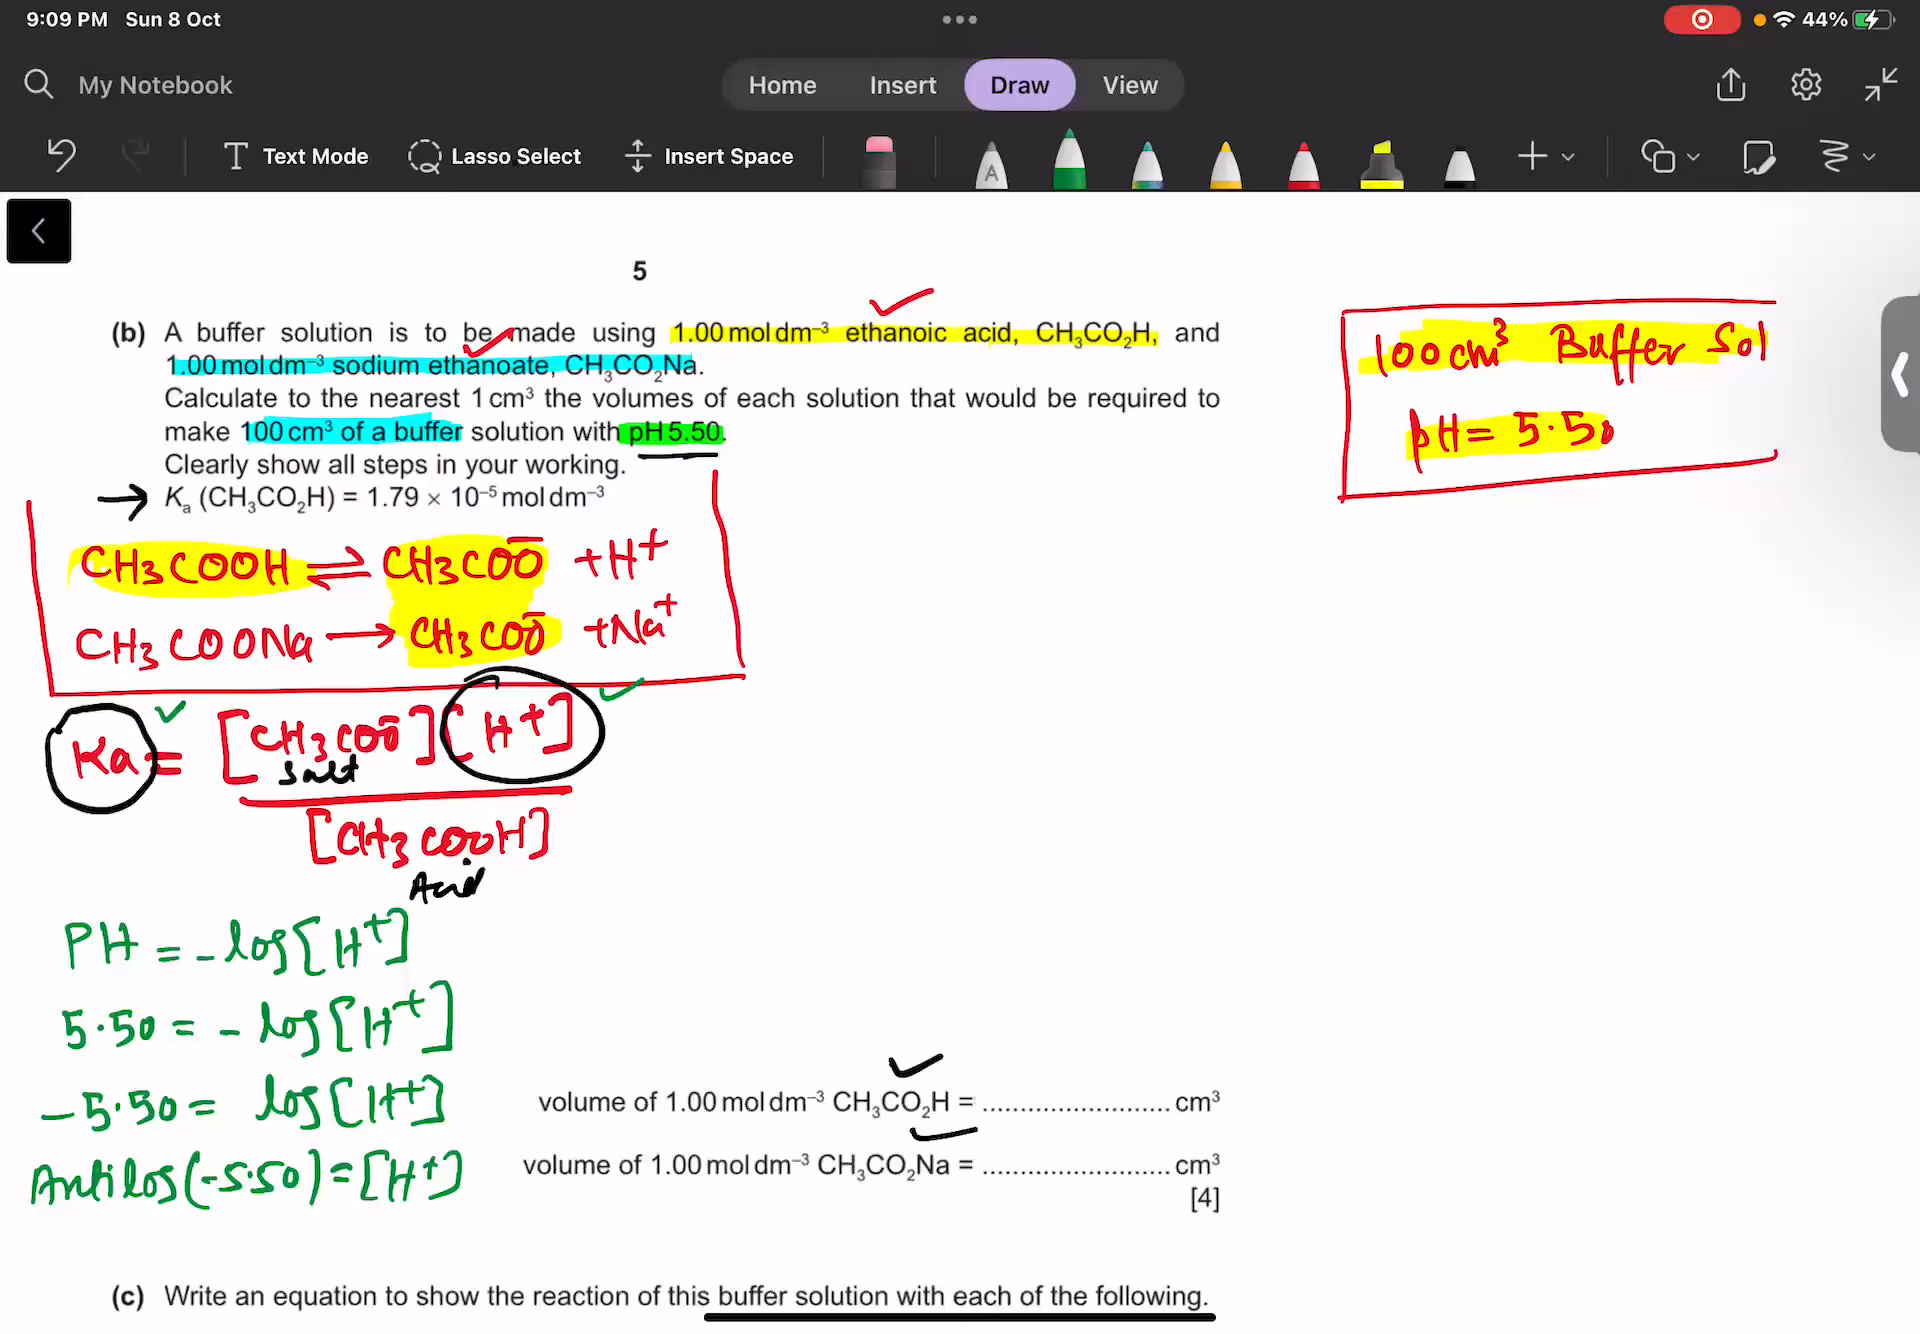 9:09 PM Sun 8 Oct
44%
My Notebook
Home Insert Draw View
Text Mode Lasso Select Insert Space
A
5
(b) A buffer solution is to be made using 1.00 mol dm⁻³ ethanoic acid, CH₃CO₂H, and
1.00 mol dm⁻³ sodium ethanoate, CH₃CO₂Na.
Calculate to the nearest 1 cm³ the volumes of each solution that would be required to
make 100 cm³ of a buffer solution with pH 5.50.
Clearly show all steps in your working.
→ Kₐ (CH₃CO₂H) = 1.79 × 10⁻⁵ mol dm⁻³
100 cm³ Buffer Sol
pH = 5.50
CH3COOH ⇌ CH3COO⁻ + H⁺
CH3COONa → CH3COO⁻ + Na⁺
Ka = [CH3COO⁻][H⁺]
Salt
[CH3COOH]
Acid
PH = -log[H⁺]
5.50 = - log[H⁺]
-5.50 = log[H⁺]
Antilog(-5.50) = [H⁺]
volume of 1.00 mol dm⁻³ CH₃CO₂H = ......................... cm³
volume of 1.00 mol dm⁻³ CH₃CO₂Na = ......................... cm³
[4]
(c) Write an equation to show the reaction of this buffer solution with each of the following.